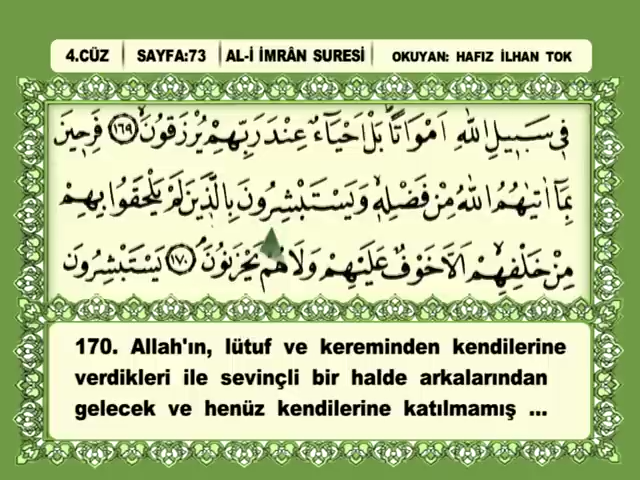 4.CÜZ SAYFA:73 AL-İ İMRÂN SURESİ OKUYAN: HAFIZ İLHAN TOK
فِي سَبِيلِ اللّٰهِ اَمْوَاتًاۜ بَلْ اَحْيَٓاءٌ عِنْدَ رَبِّهِمْ يُرْزَقُونَۙ ﴿١٦٩﴾ فَرِحِينَ
بِمَٓا اٰتٰيهُمُ اللّٰهُ مِنْ فَضْلِه۪ۙ وَيَسْتَبْشِرُونَ بِالَّذ۪ينَ لَمْ يَلْحَقُوا بِهِمْ
مِنْ خَلْفِهِمْۙ اَلَّا خَوْفٌ عَلَيْهِمْ وَلَا هُمْ يَحْزَنُونَۢ ﴿١٧٠﴾ يَسْتَبْشِرُونَ
170. Allah'ın, lütuf ve kereminden kendilerine
verdikleri ile sevinçli bir halde arkalarından
gelecek ve henüz kendilerine katılmamış ...